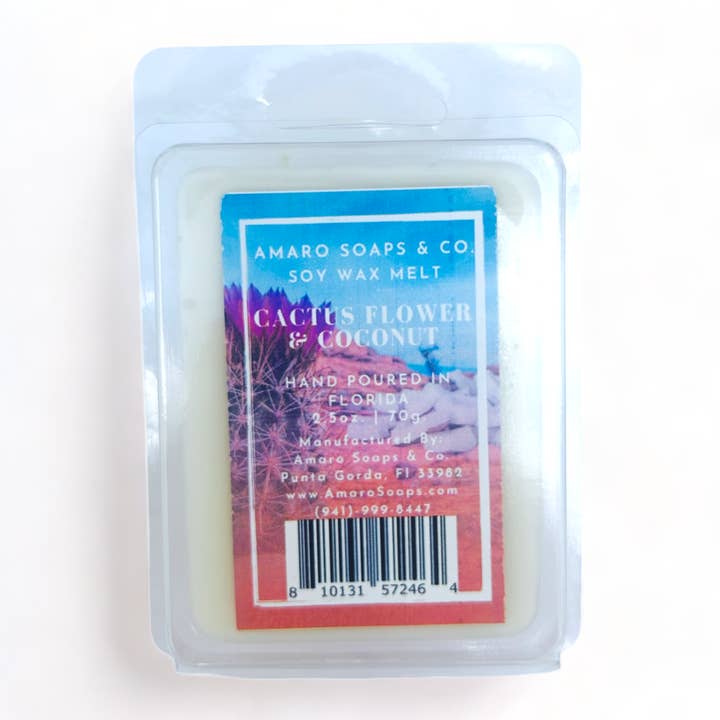 AMARO SOAPS & CO.
SOY WAX MELT
CACTUS FLOWER
& COCONUT
HAND POURED IN
FLORIDA
2.5oz. | 70g.
Manufactured By:
Amaro Soaps & Co.
Punta Gorda, Fl 33982
www.AmaroSoaps.com
(941)-999-8447
8 10131 57246 4